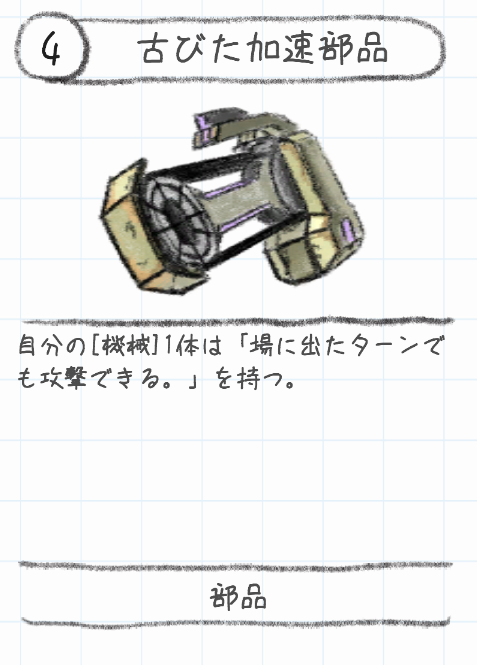 4
古びた加速部品
自分の[機械]1体は「場に出たターンで
も攻撃できる。」を持つ。
部品